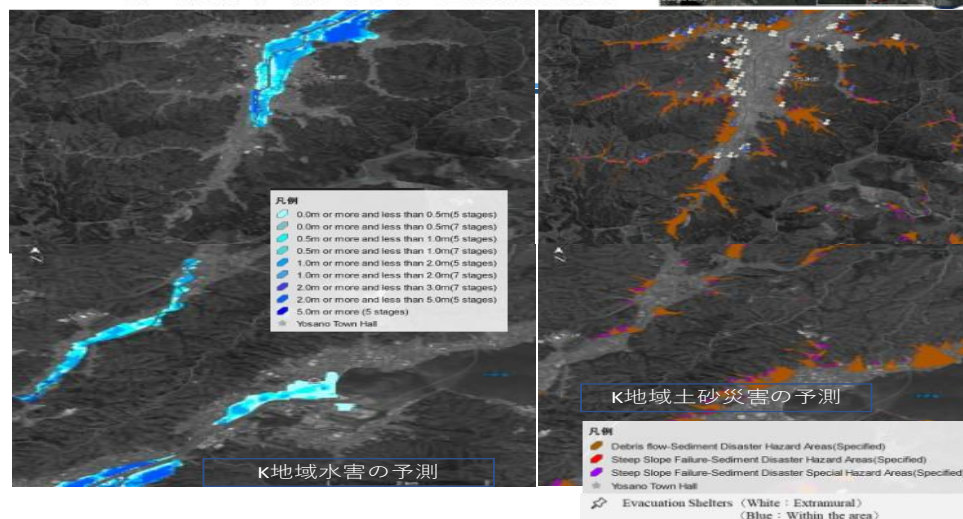 凡例
0.0m or more and less than 0.5m(5 stages)
0.0m or more and less than 0.5m(7 stages)
0.5m or more and less than 1.0m(5 stages)
0.5m or more and less than 1.0m(7 stages)
1.0m or more and less than 2.0m(5 stages)
1.0m or more and less than 2.0m(7 stages)
2.0m or more and less than 3.0m(7 stages)
2.0m or more and less than 5.0m(5 stages)
5.0m or more (5 stages)
Yosano Town Hall
K地域水害の予測
K地域土砂災害の予測
凡例
Debris flow-Sediment Disaster Hazard Areas(Specified)
Steep Slope Failure-Sediment Disaster Hazard Areas(Specified)
Steep Slope Failure-Sediment Disaster Special Hazard Areas(Specified)
Yosano Town Hall
Evacuation Shelters (White : Extramural)
(Blue : Within the area)